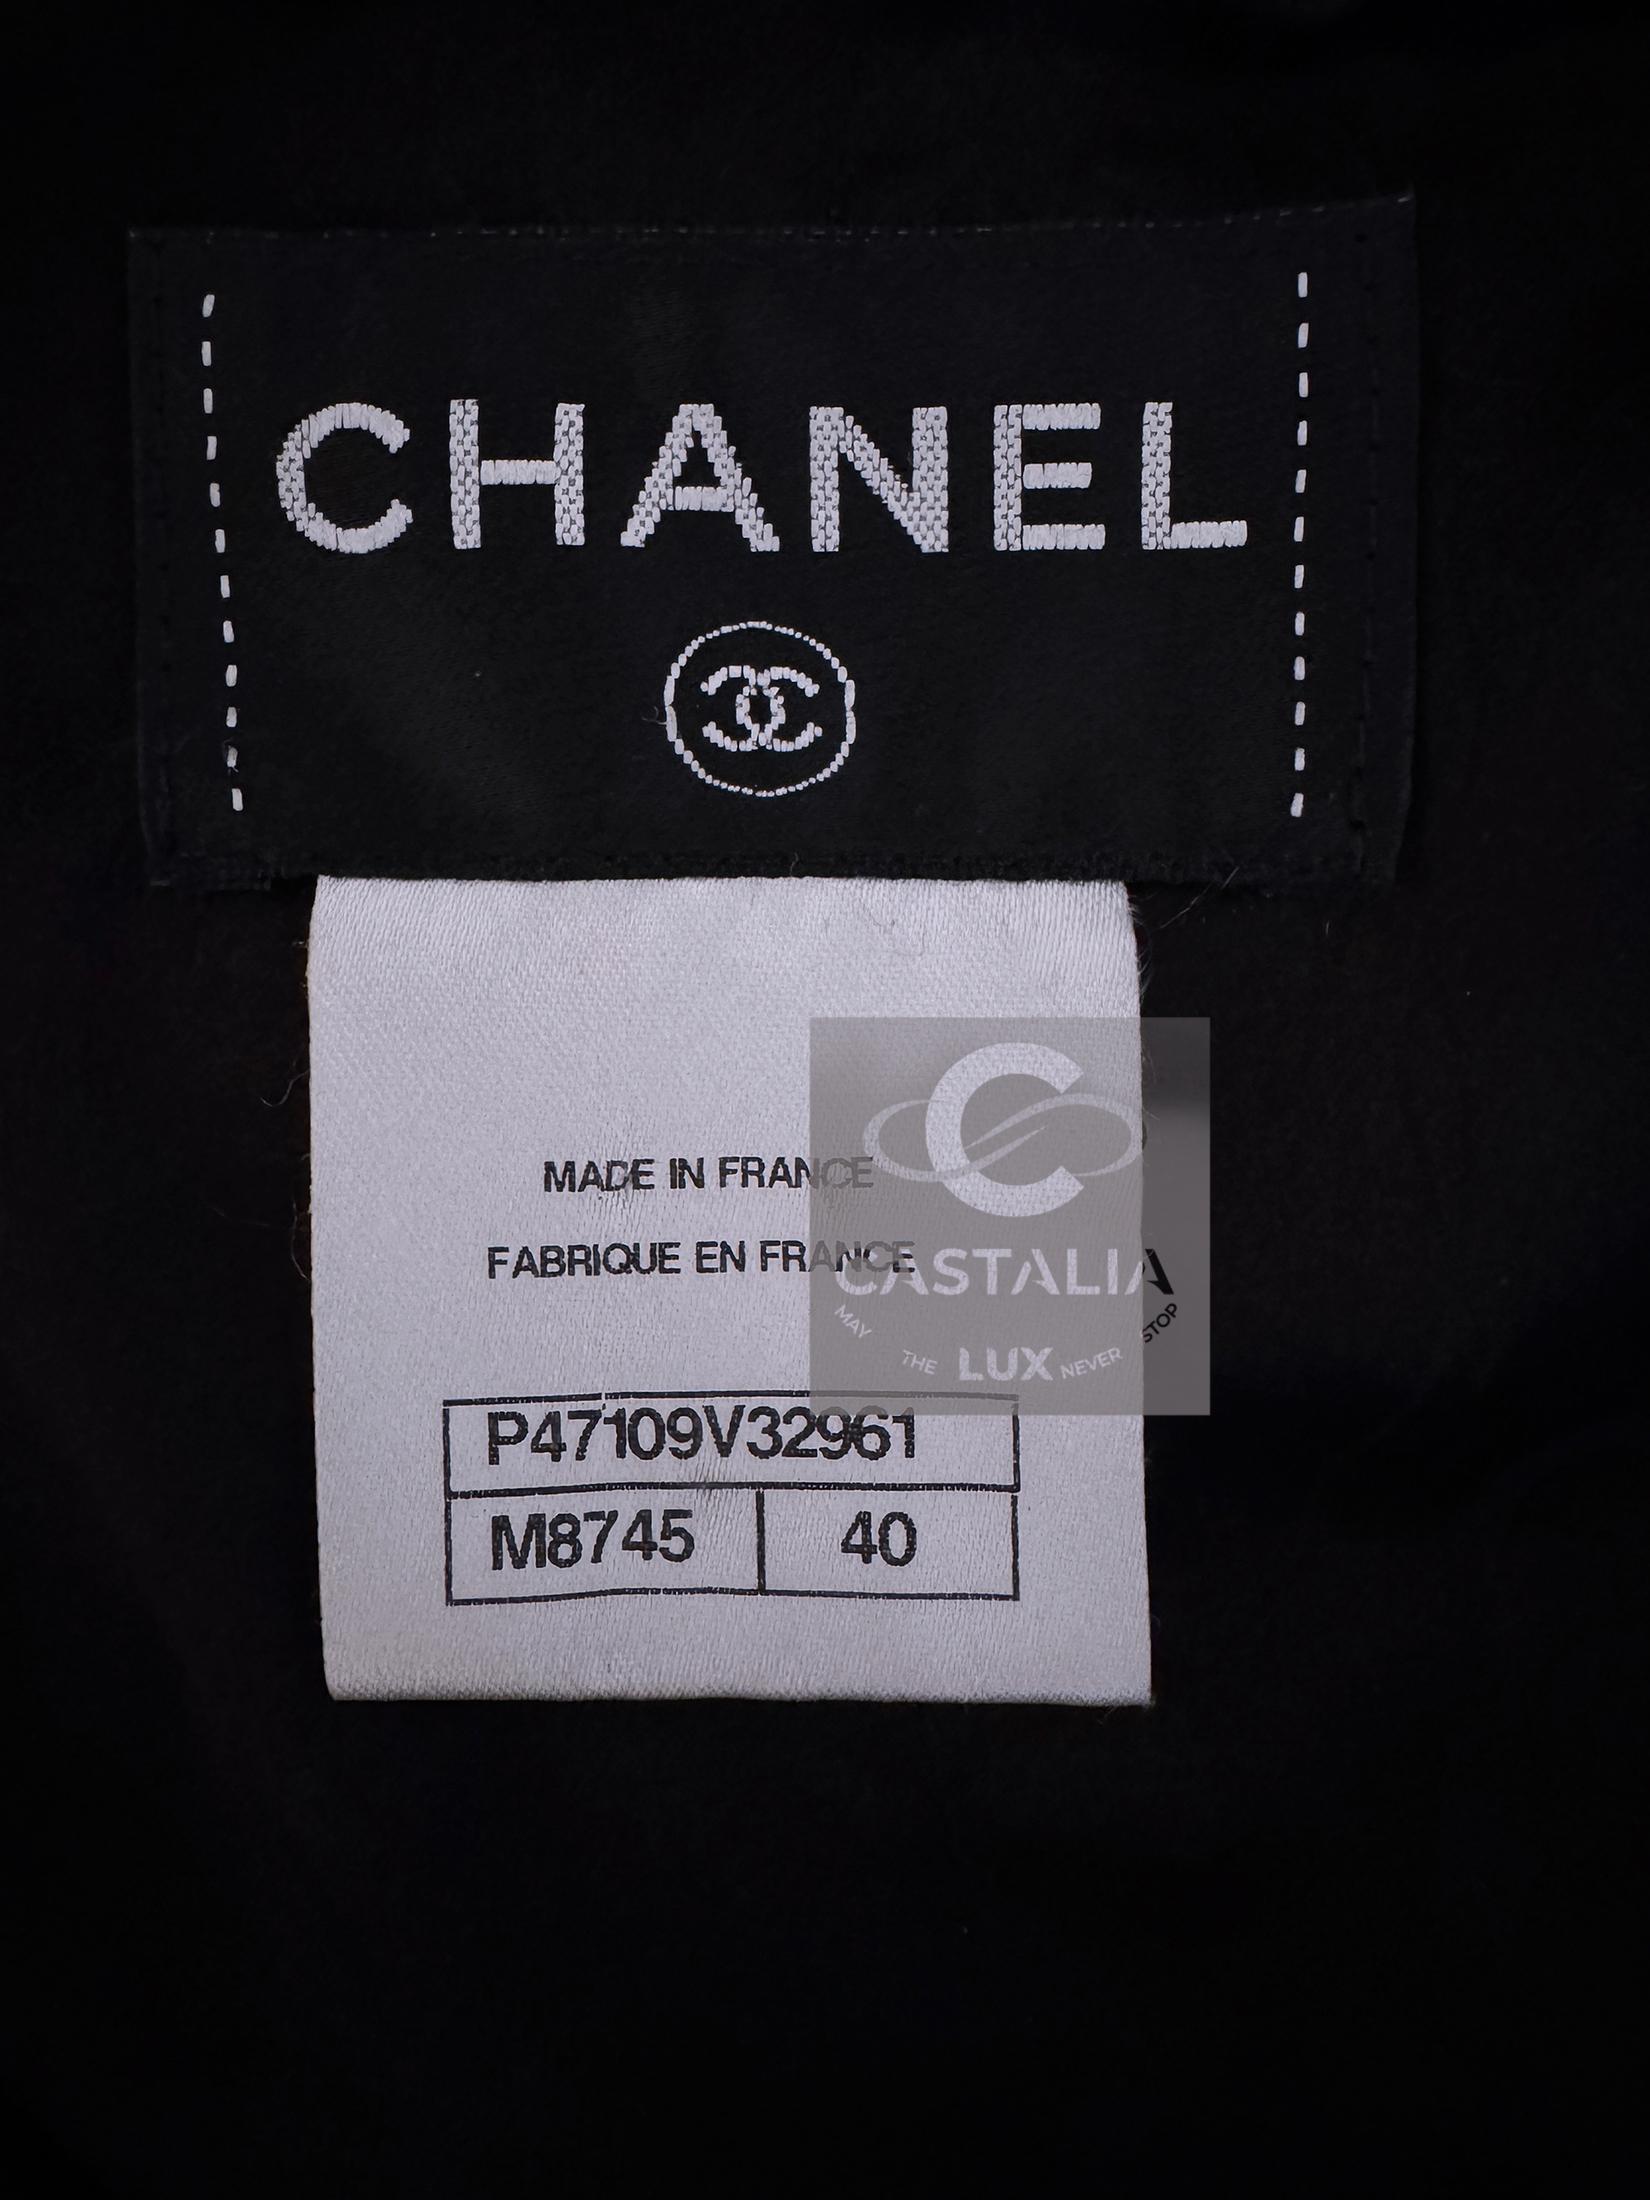 CHANEL
MADE IN FRANCE
FABRIQUE EN FRANCE
CASTALIA
MAY THE LUX NEVER STOP
P47109V32961
M8745 40